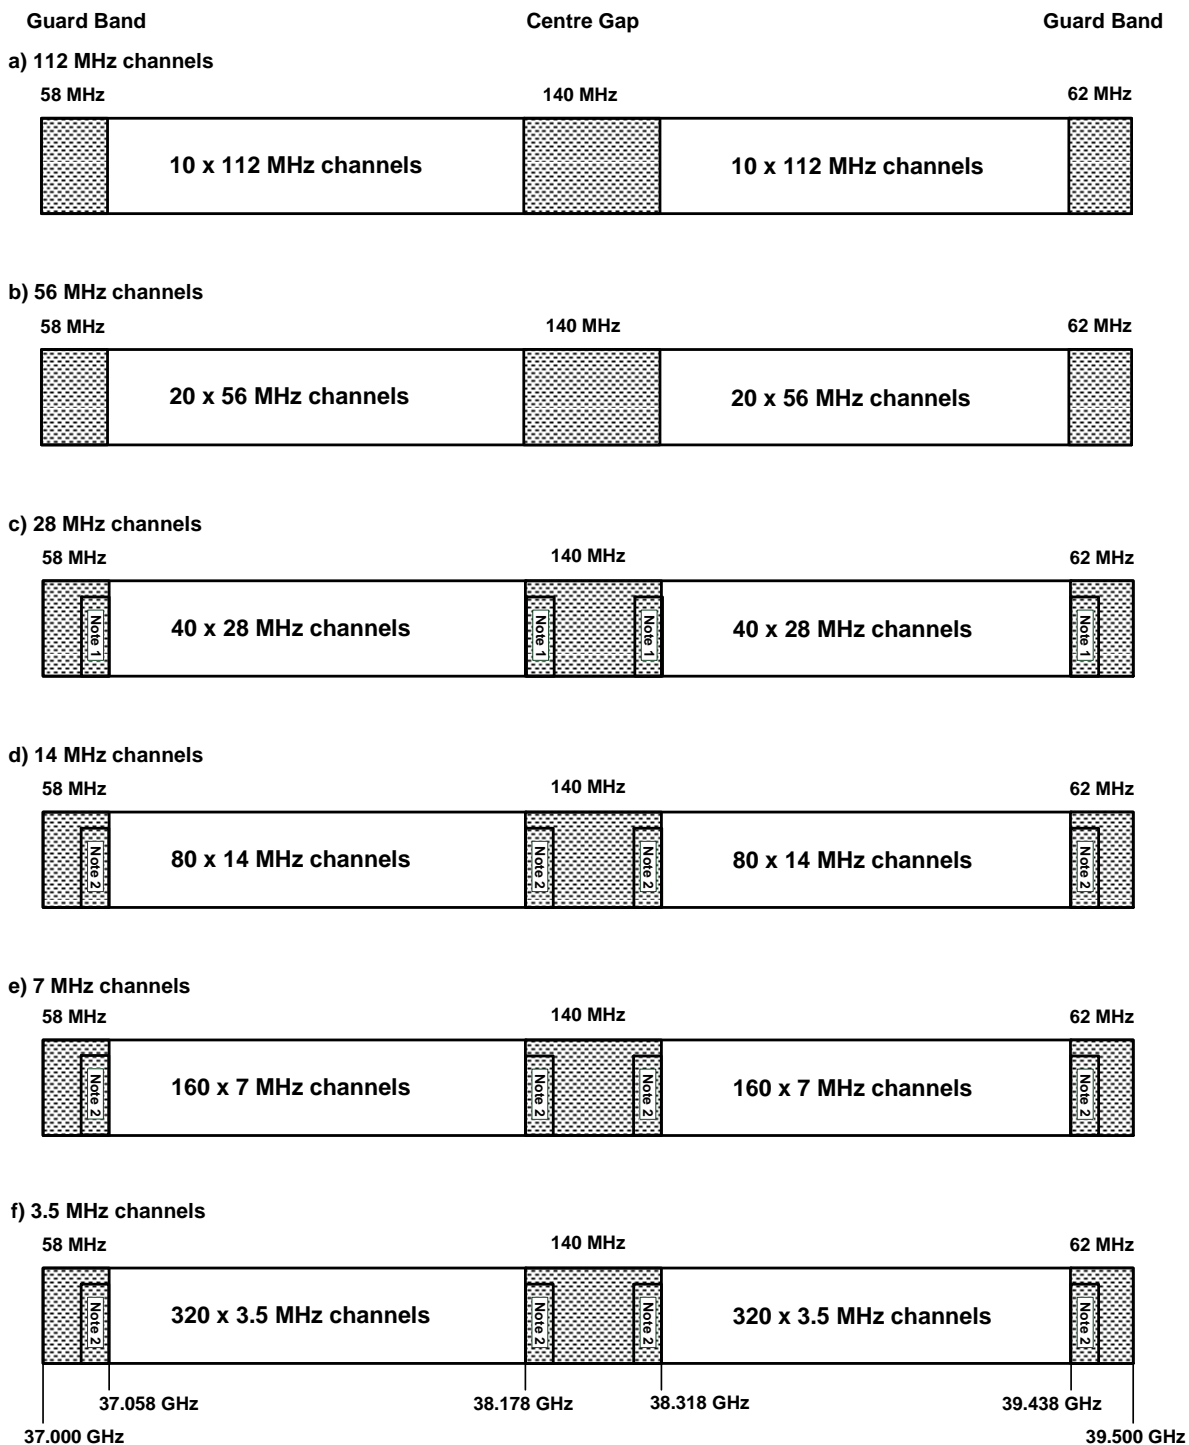 Guard Band Centre Gap Guard Band
a) 112 MHz channels
58 MHz 140 MHz 62 MHz
10 x 112 MHz channels 10 x 112 MHz channels
b) 56 MHz channels
58 MHz 140 MHz 62 MHz
20 x 56 MHz channels 20 x 56 MHz channels
c) 28 MHz channels
58 MHz 140 MHz 62 MHz
Note 1 40 x 28 MHz channels Note 1 Note 1 40 x 28 MHz channels Note 1
d) 14 MHz channels
58 MHz 140 MHz 62 MHz
Note 2 80 x 14 MHz channels Note 2 Note 2 80 x 14 MHz channels Note 2
e) 7 MHz channels
58 MHz 140 MHz 62 MHz
Note 2 160 x 7 MHz channels Note 2 Note 2 160 x 7 MHz channels Note 2
f) 3.5 MHz channels
58 MHz 140 MHz 62 MHz
Note 2 320 x 3.5 MHz channels Note 2 Note 2 320 x 3.5 MHz channels Note 2
37.058 GHz 38.178 GHz 38.318 GHz 39.438 GHz
37.000 GHz 39.500 GHz